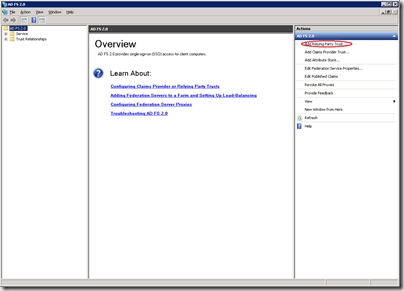 AD FS 2.0
File Action View Window Help
AD FS 2.0
Service
Trust Relationships
AD FS 2.0
Overview
AD FS 2.0 provides single-sign-on (SSO) access for client computers.
Learn About:
Configuring Claims Provider or Relying Party Trusts
Adding Federation Servers to a Farm and Setting Up Load-Balancing
Configuring Federation Server Proxies
Troubleshooting AD FS 2.0
Actions
AD FS 2.0
Add Relying Party Trust...
Add Claims Provider Trust...
Add Attribute Store...
Edit Federation Service Properties...
Edit Published Claims
Revoke All Proxies
Provide Feedback
View
New Window from Here
Refresh
Help